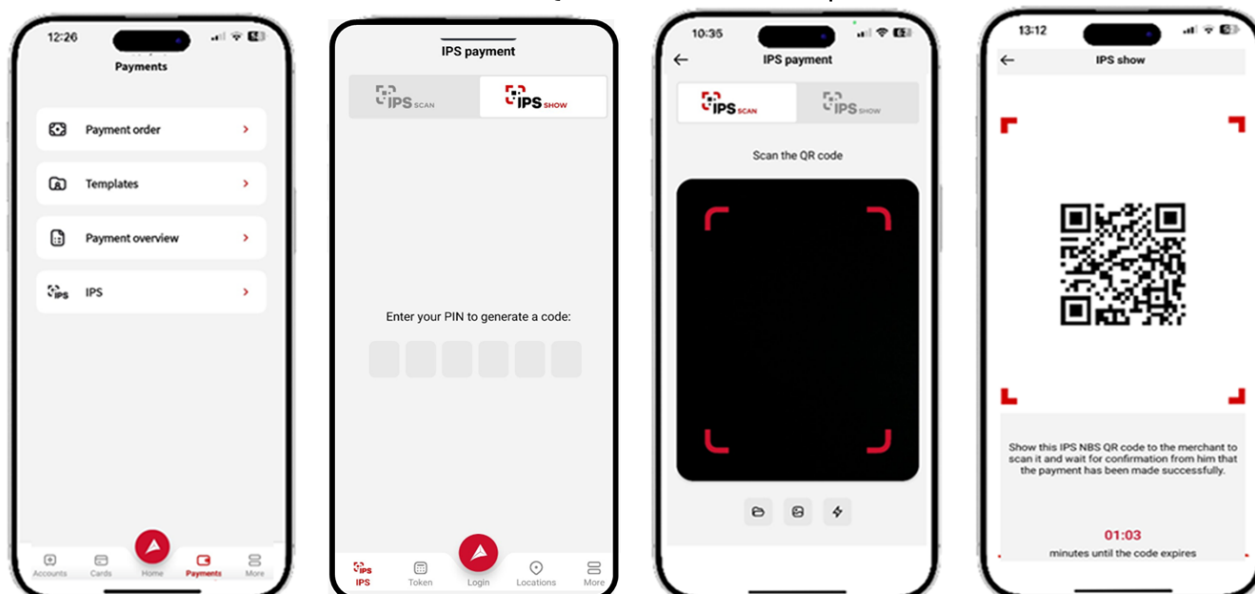 12:26
Payments
Payment order
Templates
Payment overview
IPS IPS
Accounts Cards Home Payments More
IPS payment
IPS SCAN IPS SHOW
Enter your PIN to generate a code:
IPS Token Login Locations More
10:35
IPS payment
IPS SCAN IPS SHOW
Scan the QR code
13:12
IPS show
Show this IPS NBS QR code to the merchant to
scan it and wait for confirmation from him that
the payment has been made successfully.
01:03
minutes until the code expires